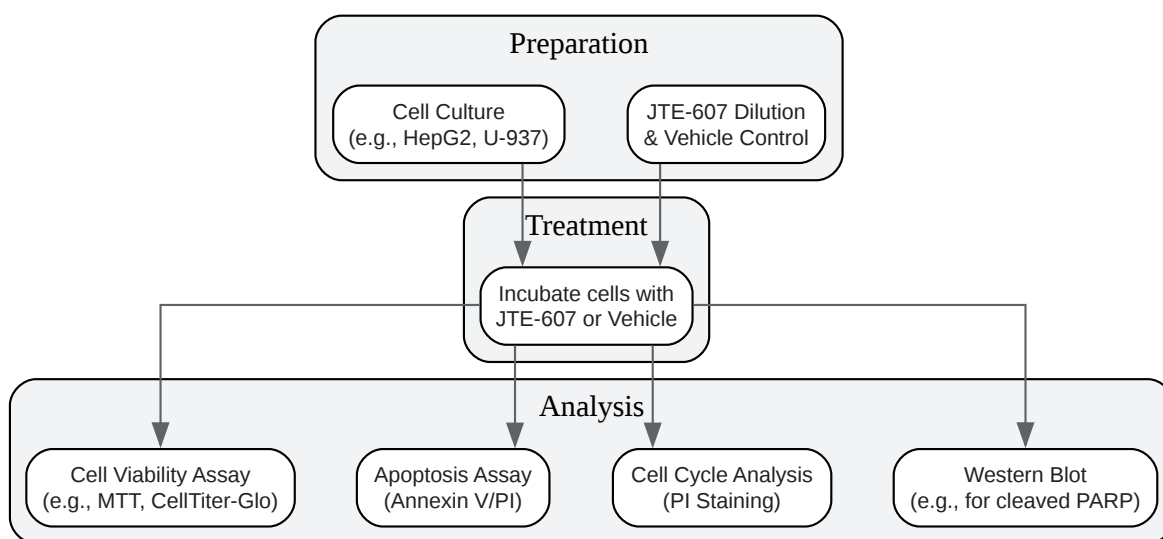 Preparation
Cell Culture
(e.g., HepG2, U-937)
JTE-607 Dilution
& Vehicle Control
Treatment
Incubate cells with
JTE-607 or Vehicle
Analysis
Cell Viability Assay
(e.g., MTT, CellTiter-Glo)
Apoptosis Assay
(Annexin V/PI)
Cell Cycle Analysis
(PI Staining)
Western Blot
(e.g., for cleaved PARP)